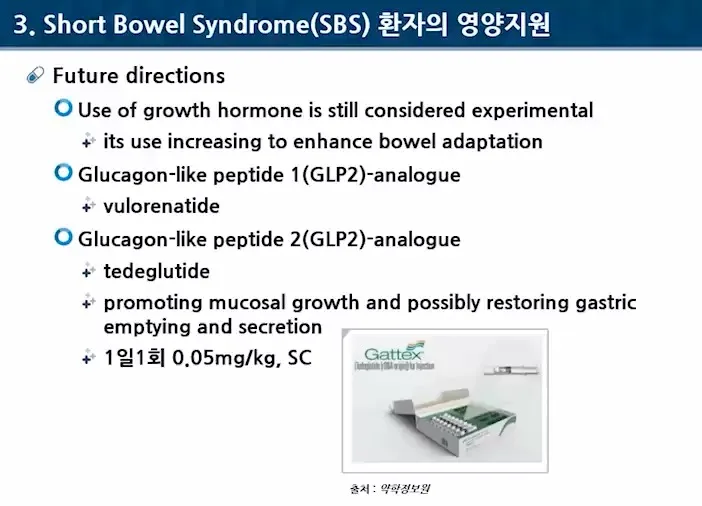 3. Short Bowel Syndrome(SBS) 환자의 영양지원
Future directions
Use of growth hormone is still considered experimental
its use increasing to enhance bowel adaptation
Glucagon-like peptide 1(GLP2)-analogue
vulorenatide
Glucagon-like peptide 2(GLP2)-analogue
tedeglutide
promoting mucosal growth and possibly restoring gastric
emptying and secretion
1일1회 0.05mg/kg, SC
Gattex
for Injection
출처 : 약학정보원